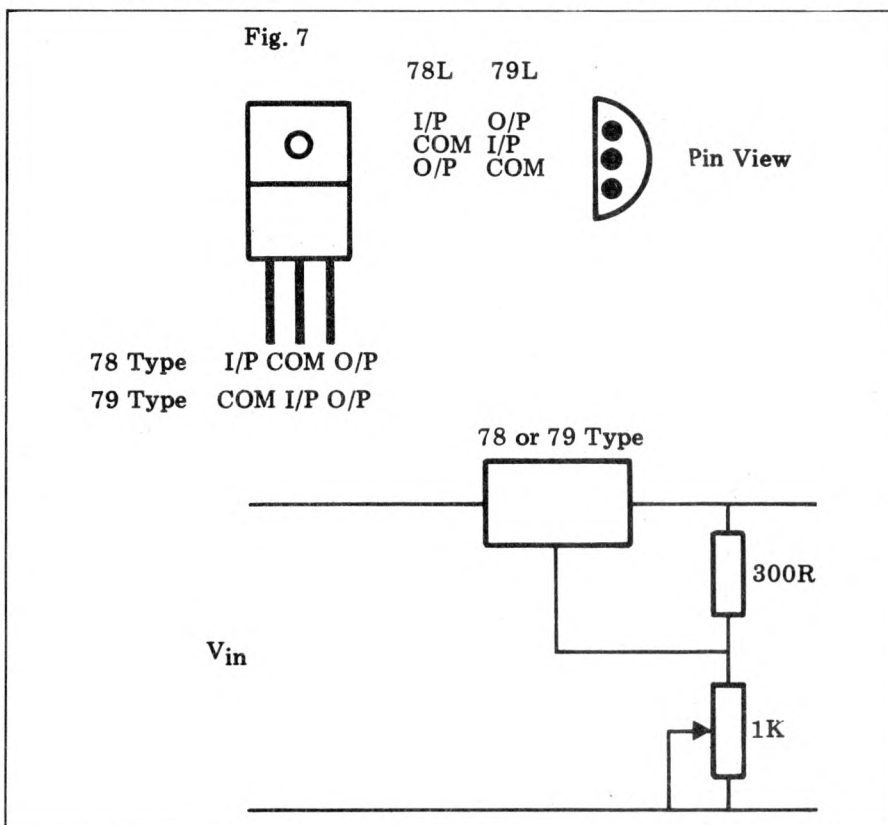 Fig. 7
78L 79L
I/P O/P
COM I/P
O/P COM
Pin View
78 Type I/P COM O/P
79 Type COM I/P O/P
78 or 79 Type
300R
Vin
1K